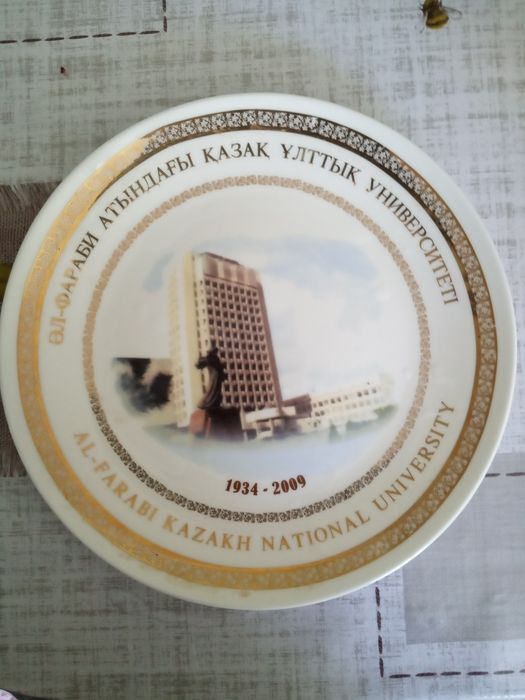 ӘЛ-ФАРАБИ АТЫНДАҒЫ ҚАЗАҚ ҰЛТТЫҚ УНИВЕРСИТЕТІ
1934 - 2009
AL-FARABI KAZAKH NATIONAL UNIVERSITY